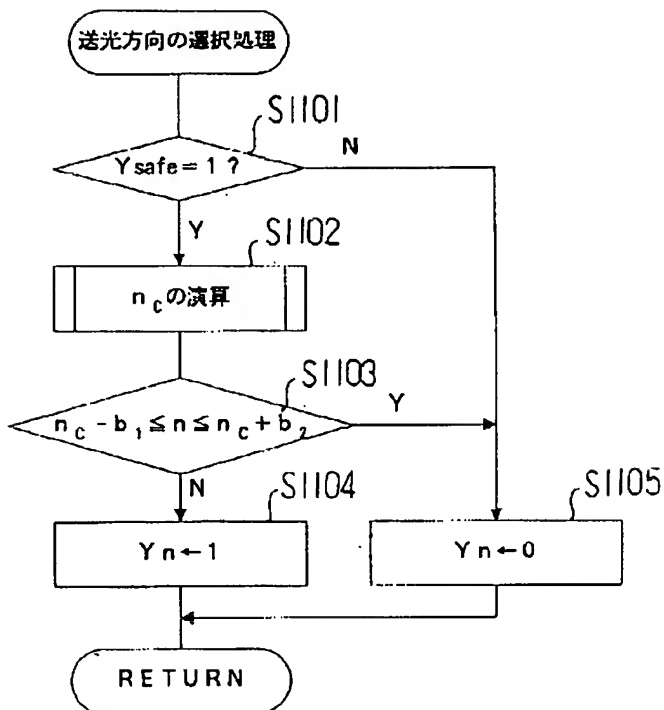 送光方向の選択処理
S1101
Ysafe=1?
N
Y
S1102
n_cの演算
S1103
n_c-b_1≦n≦n_c+b_2
Y
N
S1104
S1105
Yn←1
Yn←0
RETURN